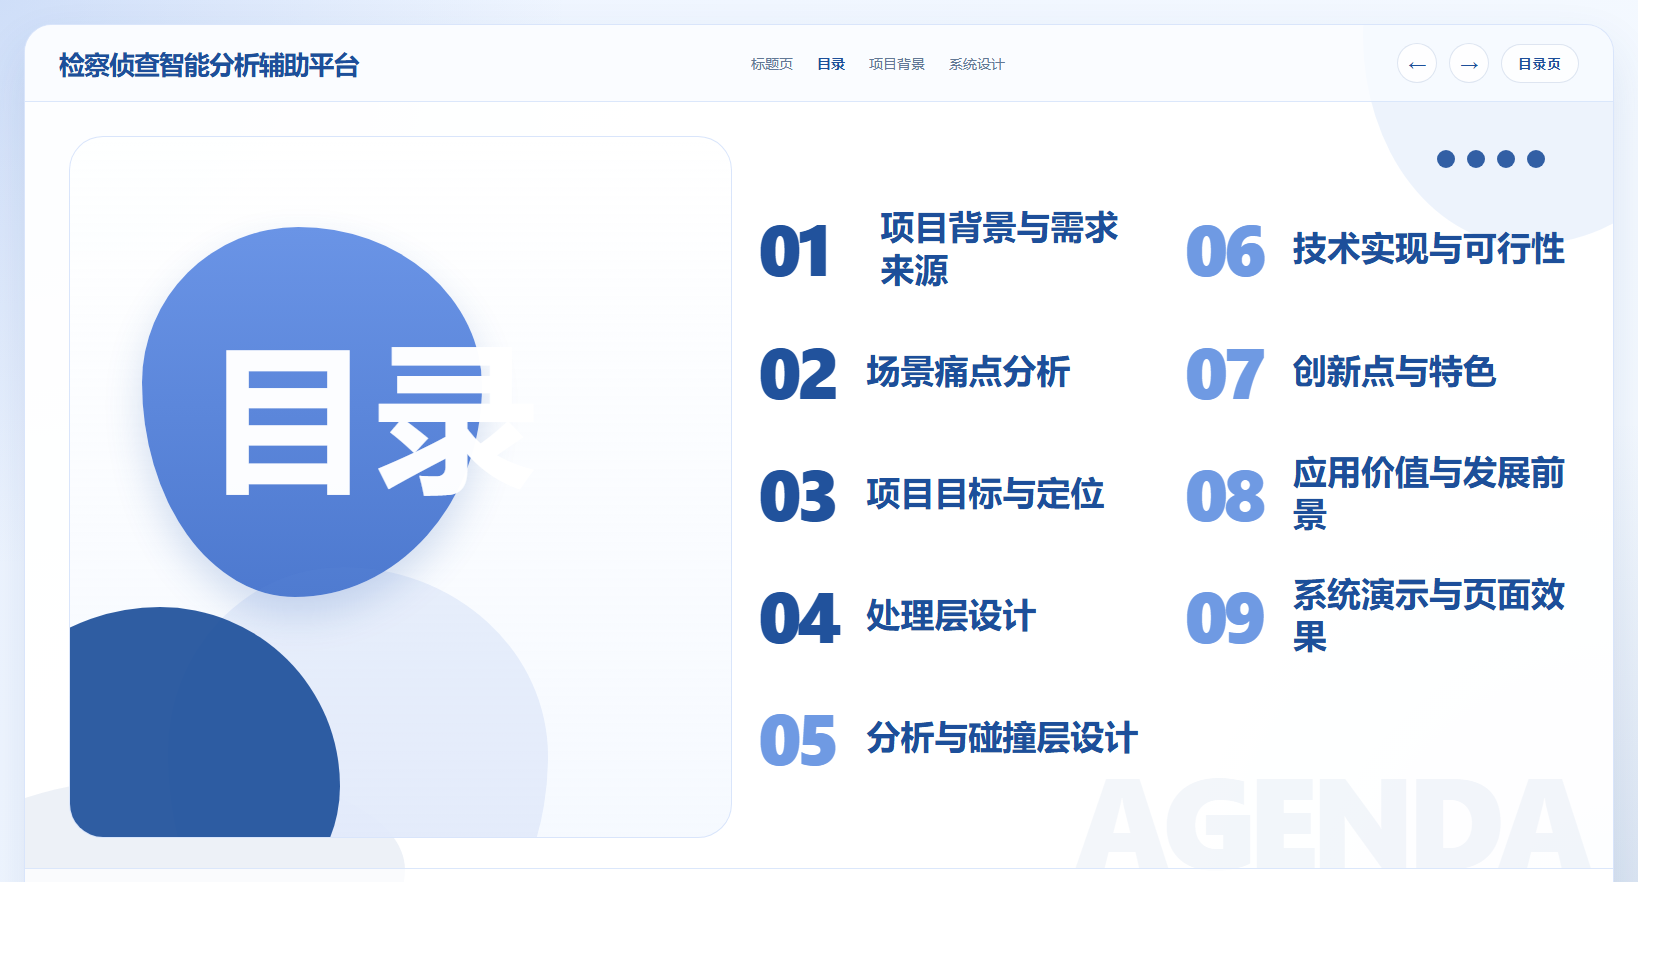 检察侦查智能分析辅助平台
标题页 目录 项目背景 系统设计
← → 目录页
目录
01 项目背景与需求
来源
02 场景痛点分析
03 项目目标与定位
04 处理层设计
05 分析与碰撞层设计
06 技术实现与可行性
07 创新点与特色
08 应用价值与发展前
景
09 系统演示与页面效
果
AGENDA